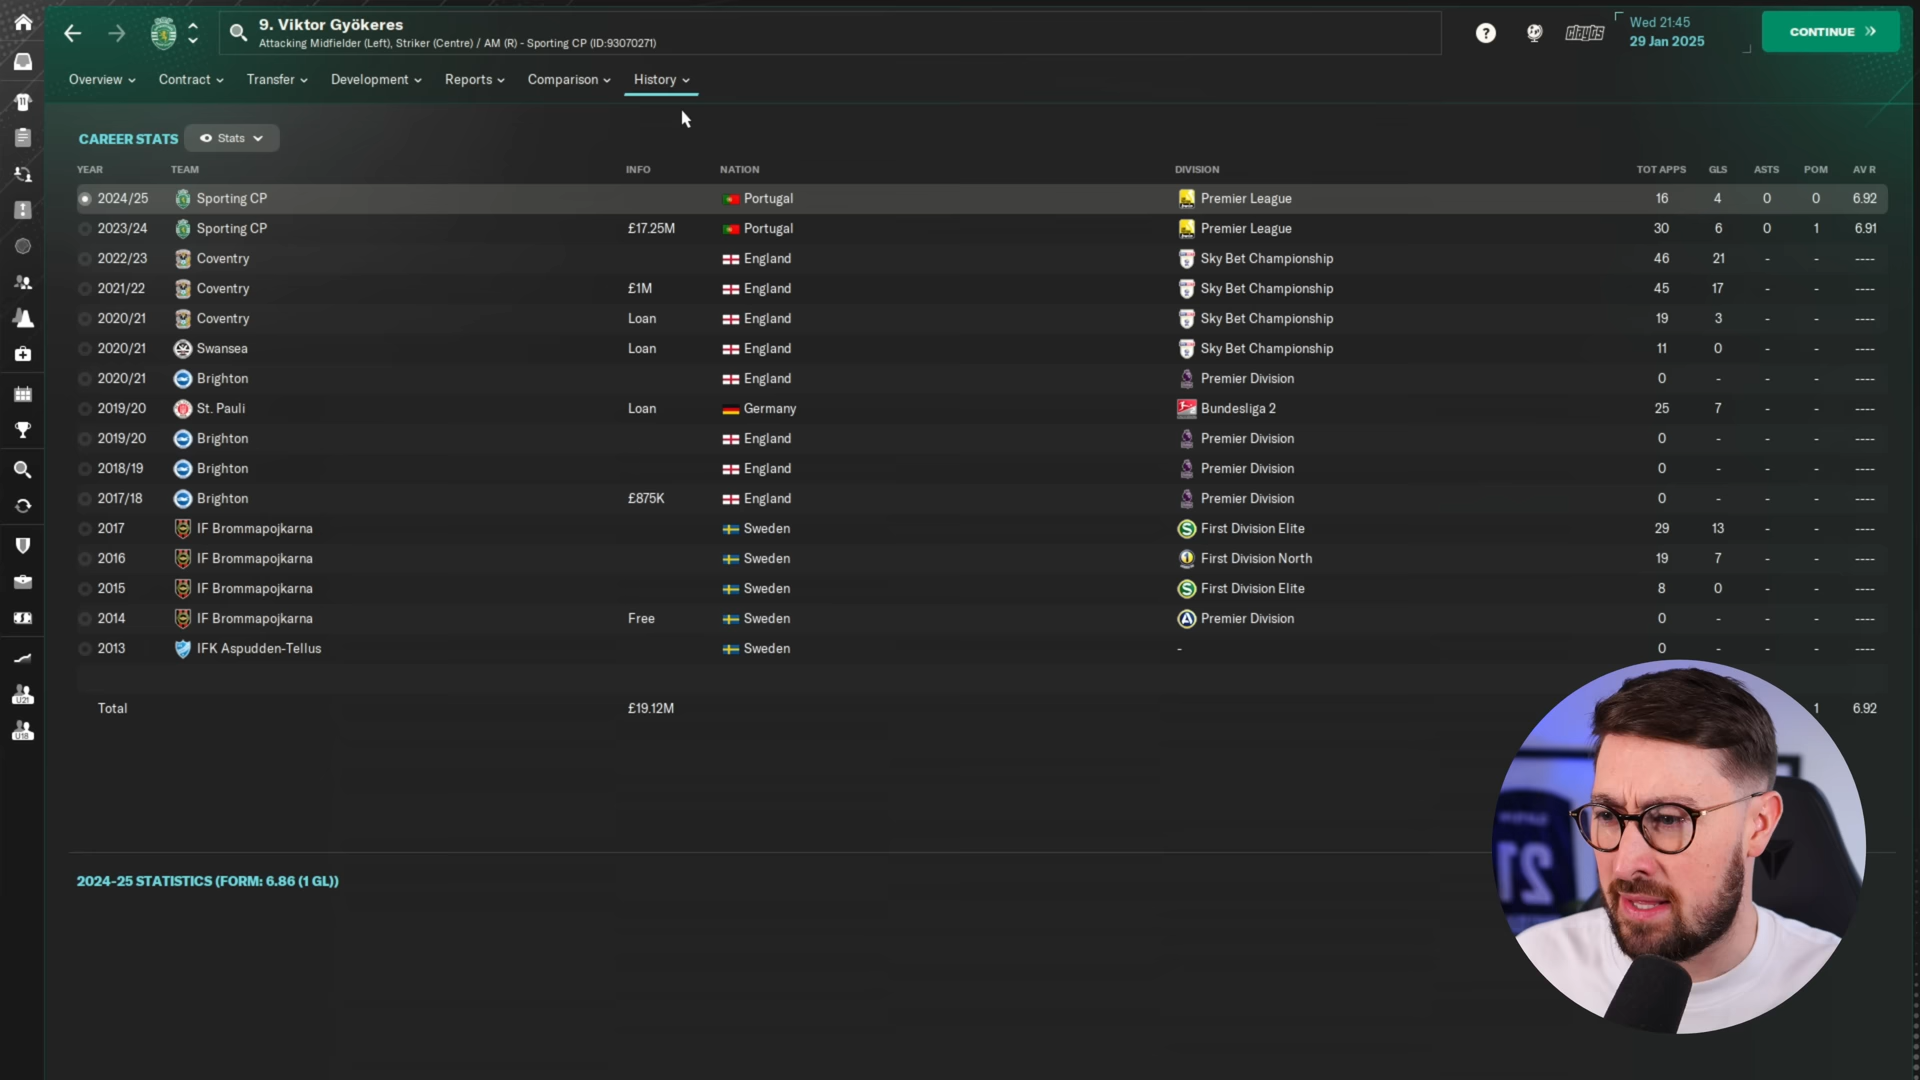 9. Viktor Gyökeres
Attacking Midfielder (Left), Striker (Centre) / AM (R) - Sporting CP (ID:93070271)
Wed 21:45
29 Jan 2025
CONTINUE
Overview Contract Transfer Development Reports Comparison History
CAREER STATS Stats
YEAR TEAM INFO NATION DIVISION TOT APPS GLS ASTS POM AV R
2024/25 Sporting CP Portugal Premier League 16 4 0 0 6.92
2023/24 Sporting CP £17.25M Portugal Premier League 30 6 0 1 6.91
2022/23 Coventry England Sky Bet Championship 46 21 - - ----
2021/22 Coventry £1M England Sky Bet Championship 45 17 - - ----
2020/21 Coventry Loan England Sky Bet Championship 19 3 - - ----
2020/21 Swansea Loan England Sky Bet Championship 11 0 - - ----
2020/21 Brighton England Premier Division 0 - - - ----
2019/20 St. Pauli Loan Germany Bundesliga 2 25 7 - - ----
2019/20 Brighton England Premier Division 0 - - - ----
2018/19 Brighton England Premier Division 0 - - - ----
2017/18 Brighton £875K England Premier Division 0 - - - ----
2017 IF Brommapojkarna Sweden First Division Elite 29 13 - - ----
2016 IF Brommapojkarna Sweden First Division North 19 7 - - ----
2015 IF Brommapojkarna Sweden First Division Elite 8 0 - - ----
2014 IF Brommapojkarna Free Sweden Premier Division 0 - - - ----
2013 IFK Aspudden-Tellus Sweden - 0 - - - ----
Total £19.12M 1 6.92
2024-25 STATISTICS (FORM: 6.86 (1 GL))
U21
U18
21